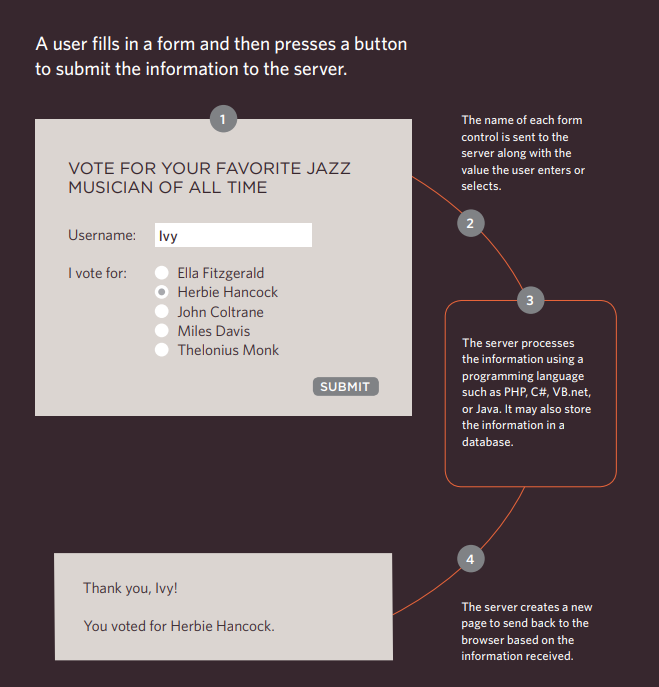 A user fills in a form and then presses a button
to submit the information to the server.
1
VOTE FOR YOUR FAVORITE JAZZ
MUSICIAN OF ALL TIME
Username: Ivy
I vote for: Ella Fitzgerald
Herbie Hancock
John Coltrane
Miles Davis
Thelonius Monk
SUBMIT
The name of each form
control is sent to the
server along with the
value the user enters or
selects.
2
3
The server processes
the information using a
programming language
such as PHP, C#, VB.net,
or Java. It may also store
the information in a
database.
4
The server creates a new
page to send back to the
browser based on the
information received.
Thank you, Ivy!
You voted for Herbie Hancock.